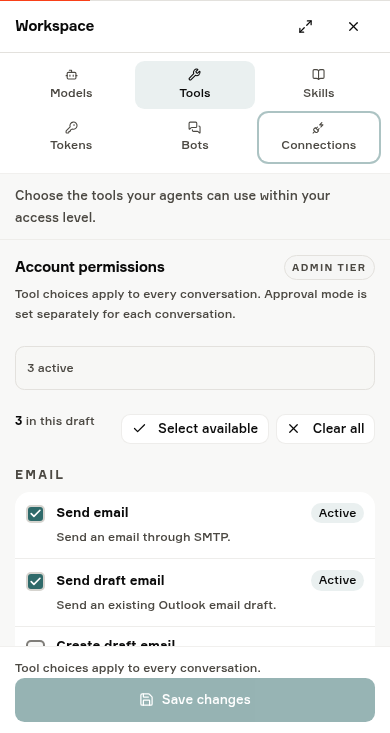 Workspace
Models
Tools
Skills
Tokens
Bots
Connections
Choose the tools your agents can use within your
access level.
Account permissions
ADMIN TIER
Tool choices apply to every conversation. Approval mode is
set separately for each conversation.
3 active
3 in this draft
Select available
Clear all
EMAIL
Send email
Active
Send an email through SMTP.
Send draft email
Active
Send an existing Outlook email draft.
Create draft email
Tool choices apply to every conversation.
Save changes